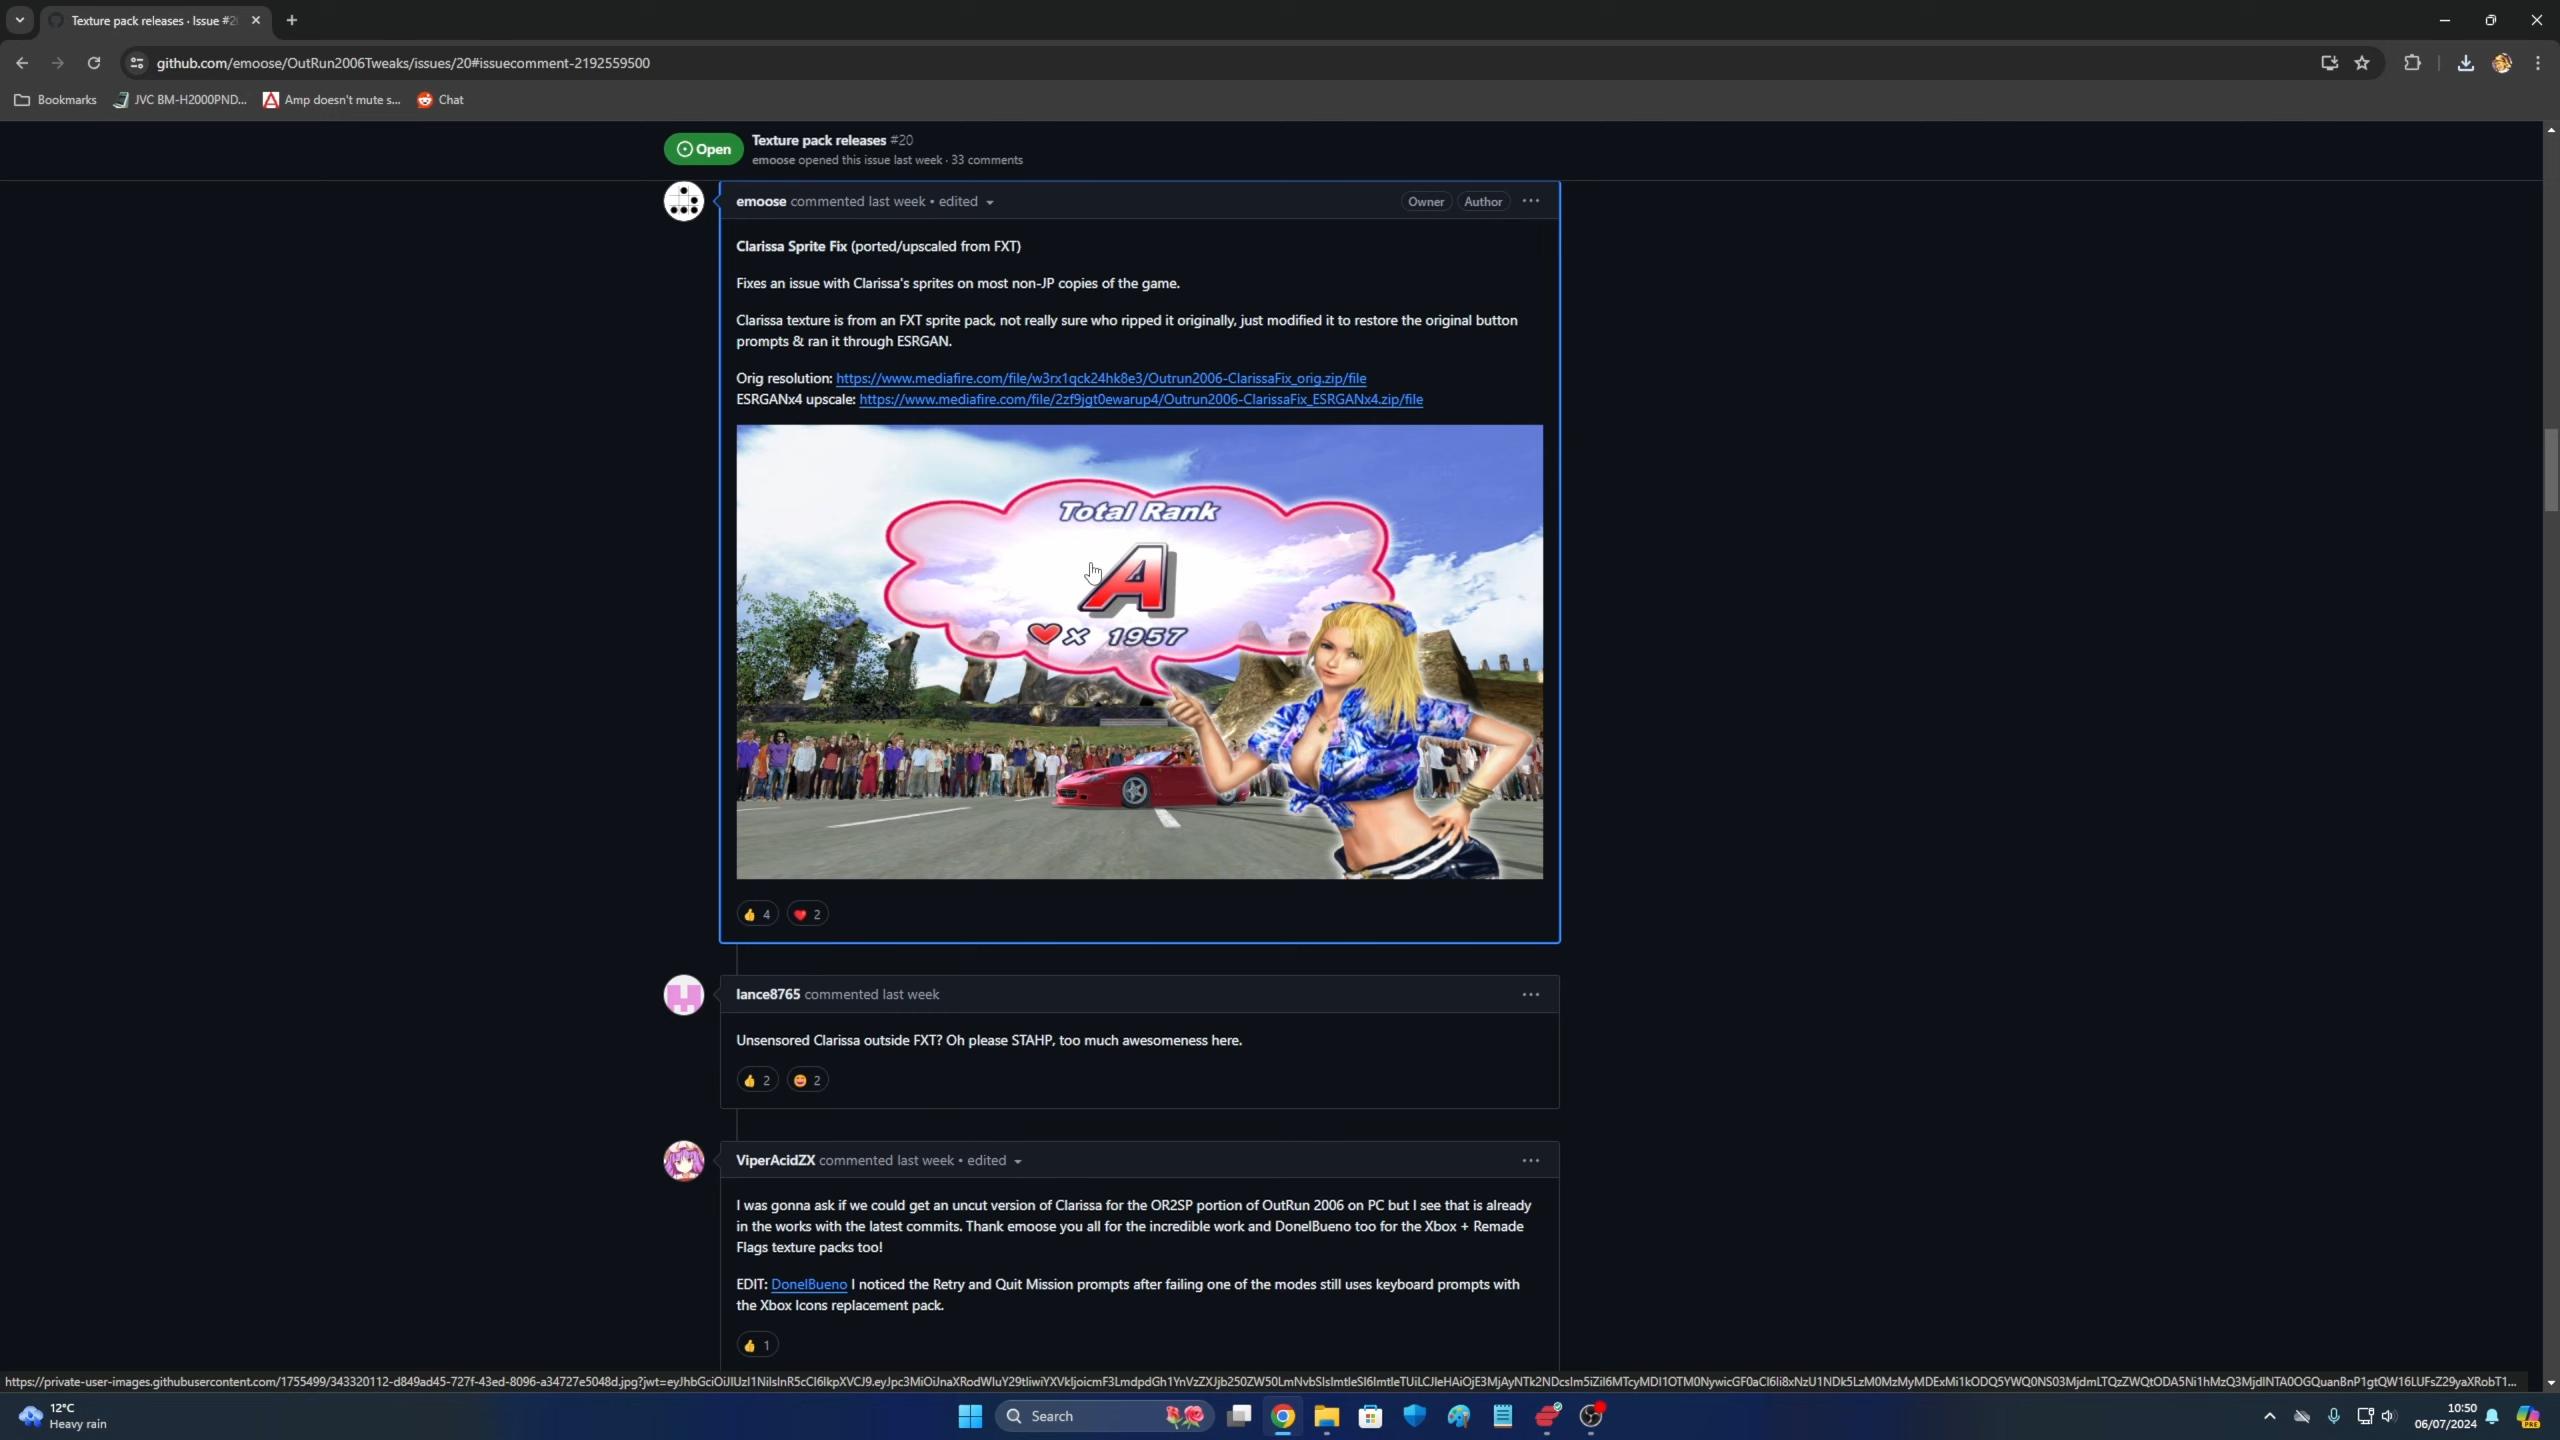 Texture pack releases · Issue #2
github.com/emoose/OutRun2006Tweaks/issues/20#issuecomment-2192559500
Bookmarks
JVC BM-H2000PND...
Amp doesn't mute s...
Chat
Open
Texture pack releases #20
emoose opened this issue last week · 33 comments
emoose commented last week • edited
Owner
Author
Clarissa Sprite Fix (ported/upscaled from FXT)
Fixes an issue with Clarissa's sprites on most non-JP copies of the game.
Clarissa texture is from an FXT sprite pack, not really sure who ripped it originally, just modified it to restore the original button
prompts & ran it through ESRGAN.
Orig resolution: https://www.mediafire.com/file/w3rx1qck24hk8e3/Outrun2006-ClarissaFix_orig.zip/file
ESRGANx4 upscale: https://www.mediafire.com/file/2zf9jgt0ewarup4/Outrun2006-ClarissaFix_ESRGANx4.zip/file
Total Rank
A
x 1957
4
2
lance8765 commented last week
Unsensored Clarissa outside FXT? Oh please STAHP, too much awesomeness here.
2
2
ViperAcidZX commented last week • edited
I was gonna ask if we could get an uncut version of Clarissa for the OR2SP portion of OutRun 2006 on PC but I see that is already
in the works with the latest commits. Thank emoose you all for the incredible work and DonelBueno too for the Xbox + Remade
Flags texture packs too!
EDIT: DonelBueno I noticed the Retry and Quit Mission prompts after failing one of the modes still uses keyboard prompts with
the Xbox Icons replacement pack.
1
12°C
Heavy rain
Search
10:50
06/07/2024
PRE